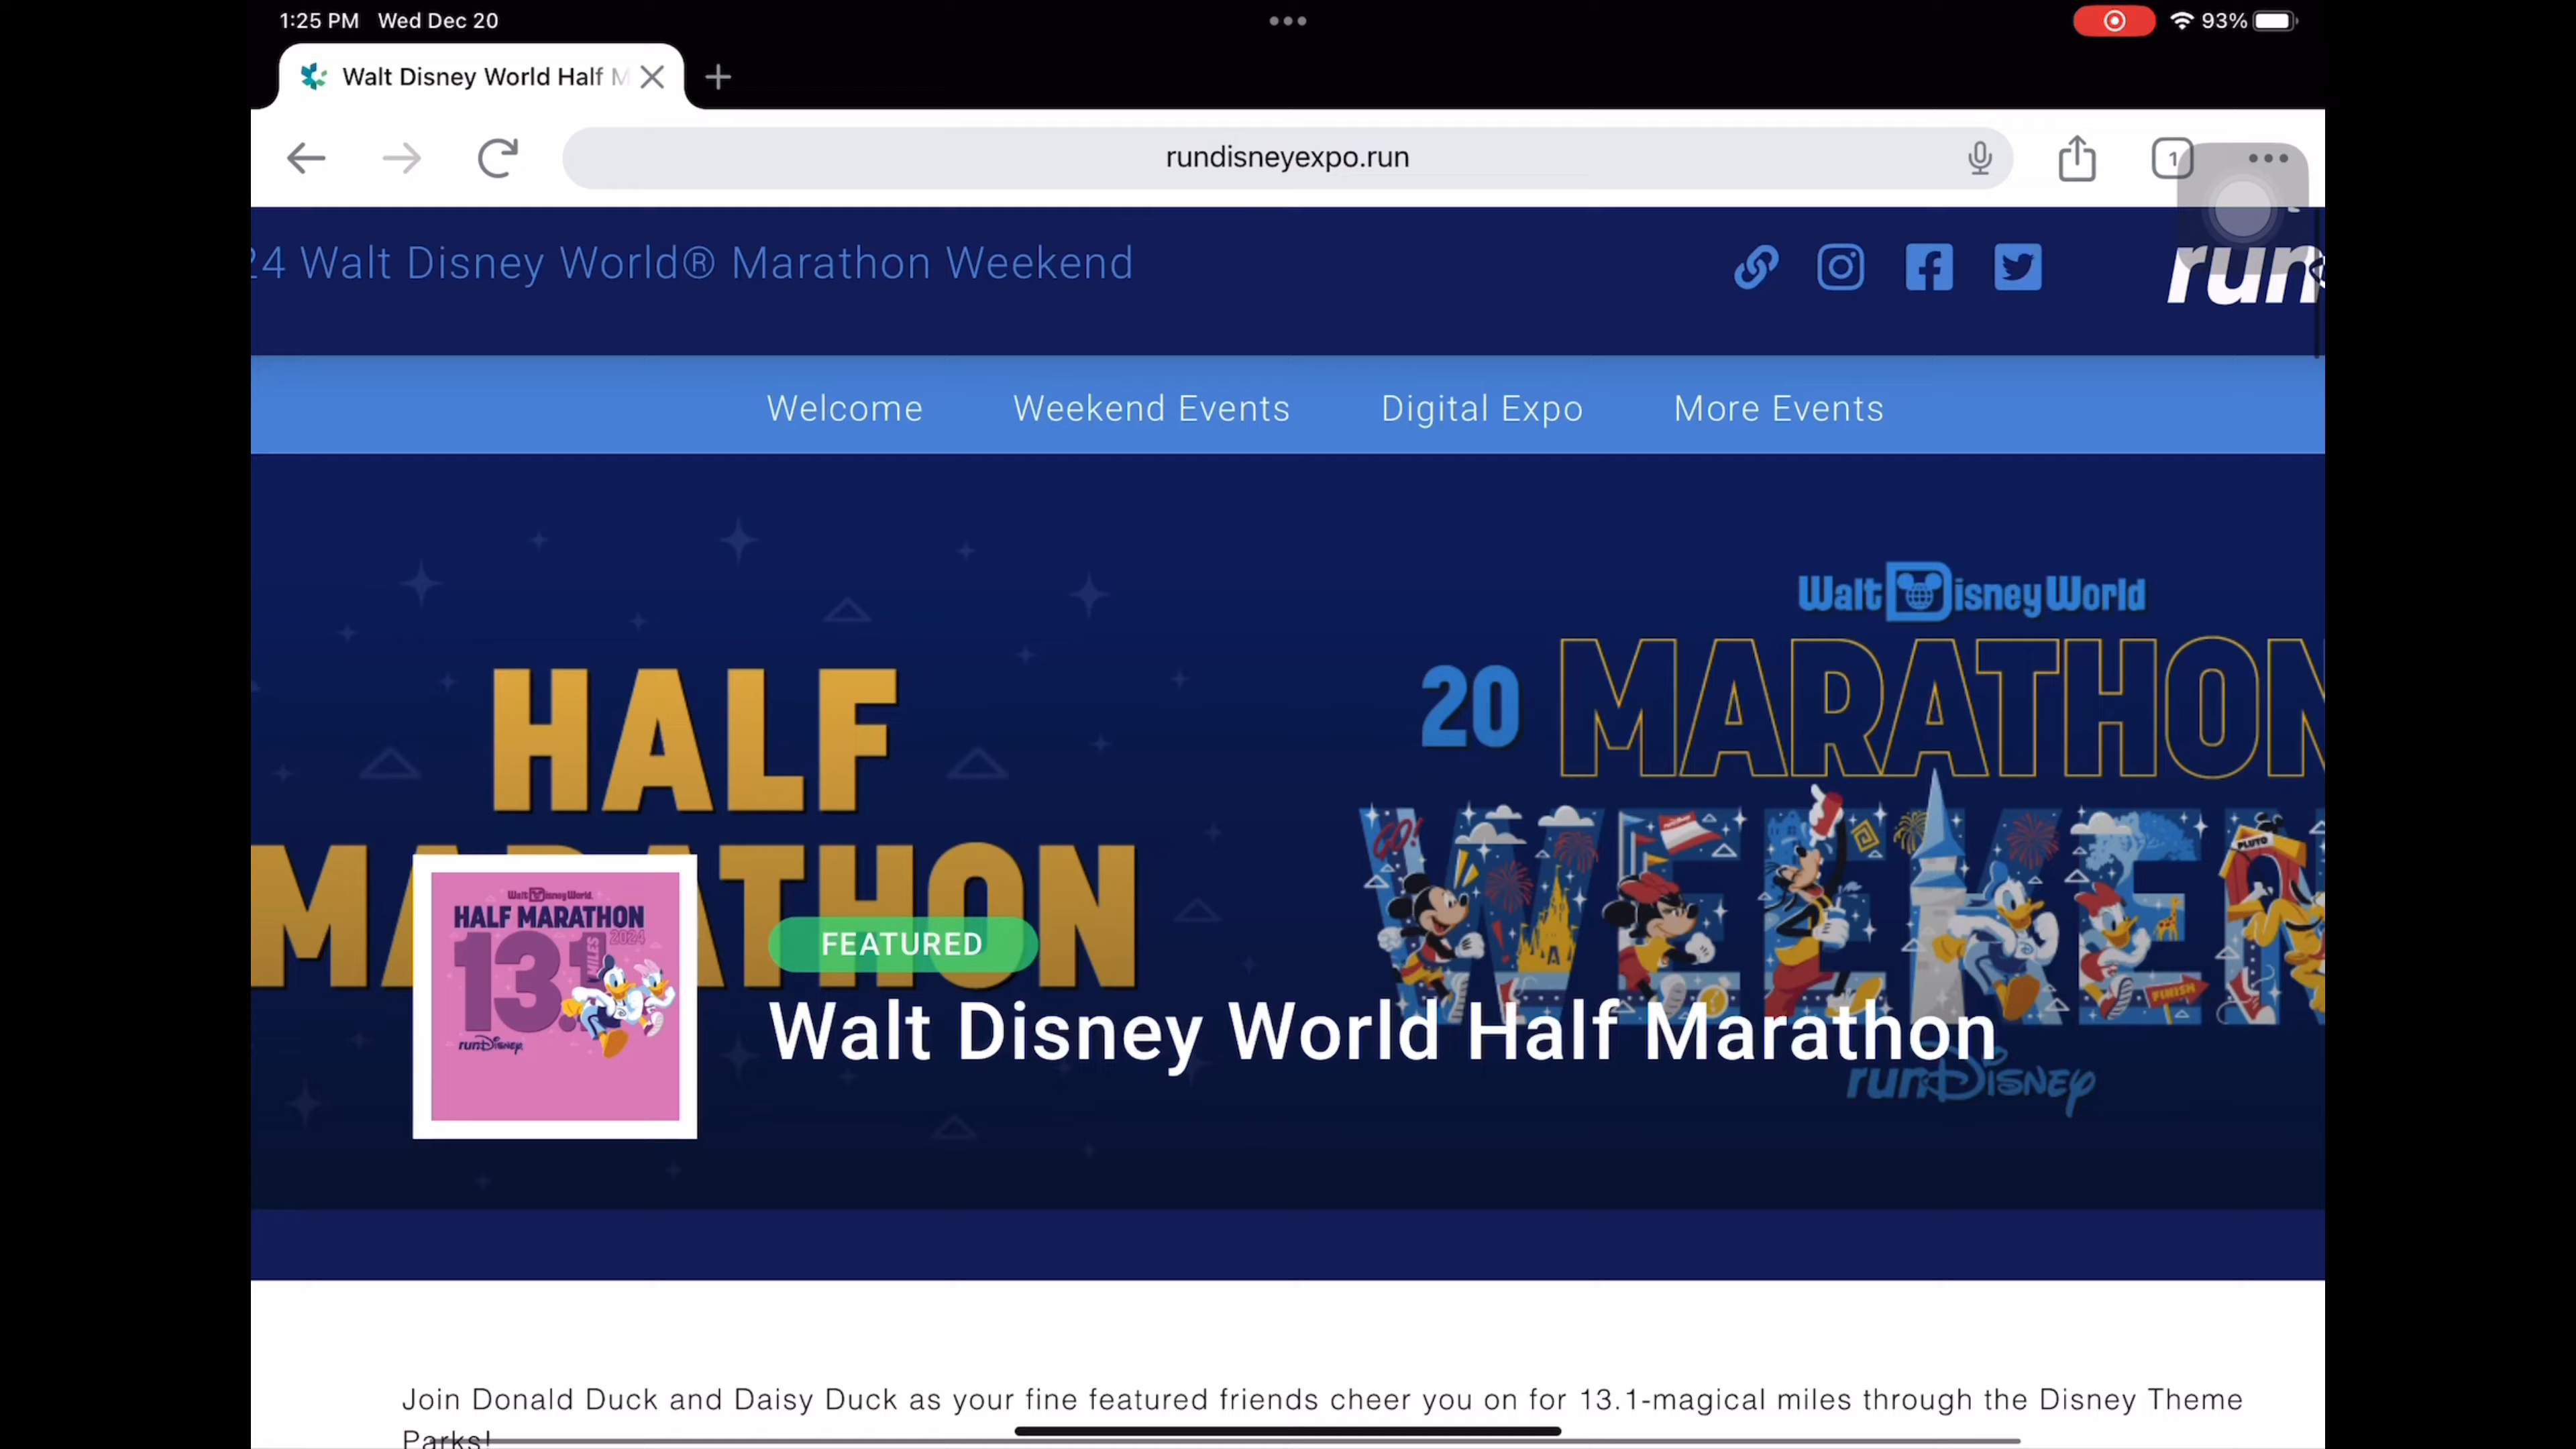 1:25 PM Wed Dec 20
93%
Walt Disney World Half M
rundisneyexpo.run
1
24 Walt Disney World® Marathon Weekend
run
Welcome Weekend Events Digital Expo More Events
Walt Disney World
20 MARATHON
WEEKEN
GO!
PLUTO
FINISH
runDisney
HALF
MARATHON
Walt Disney World
HALF MARATHON
2024
13.1
MILES
runDisney
FEATURED
Walt Disney World Half Marathon
Join Donald Duck and Daisy Duck as your fine featured friends cheer you on for 13.1-magical miles through the Disney Theme
Parks!